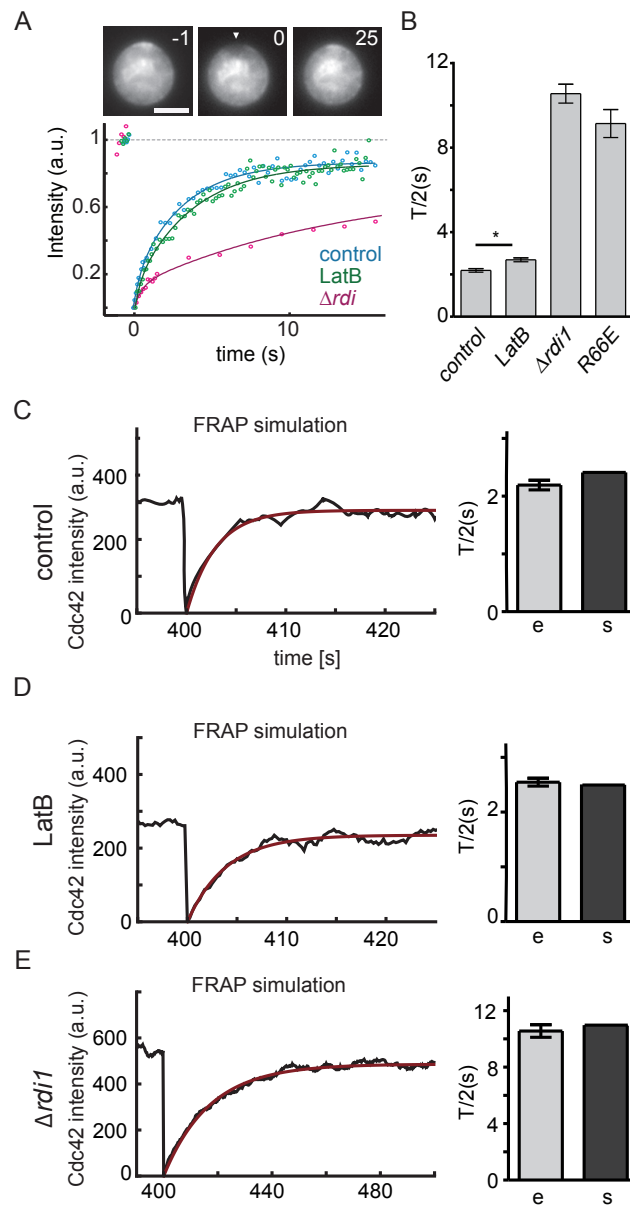 A
-1
0
25
1
0.6
0.2
Intensity (a.u.)
control
LatB
Δrdi
0
10
time (s)
B
12
8
4
0
T/2(s)
*
control
LatB
Δrdi1
R66E
C
FRAP simulation
control
Cdc42 intensity (a.u.)
400
200
0
400
410
420
time [s]
T/2(s)
2
0
e
s
D
FRAP simulation
LatB
Cdc42 intensity (a.u.)
400
200
0
400
410
420
T/2(s)
2
0
e
s
E
FRAP simulation
Δrdi1
Cdc42 intensity (a.u.)
600
400
200
0
400
440
480
T/2(s)
12
8
4
0
e
s